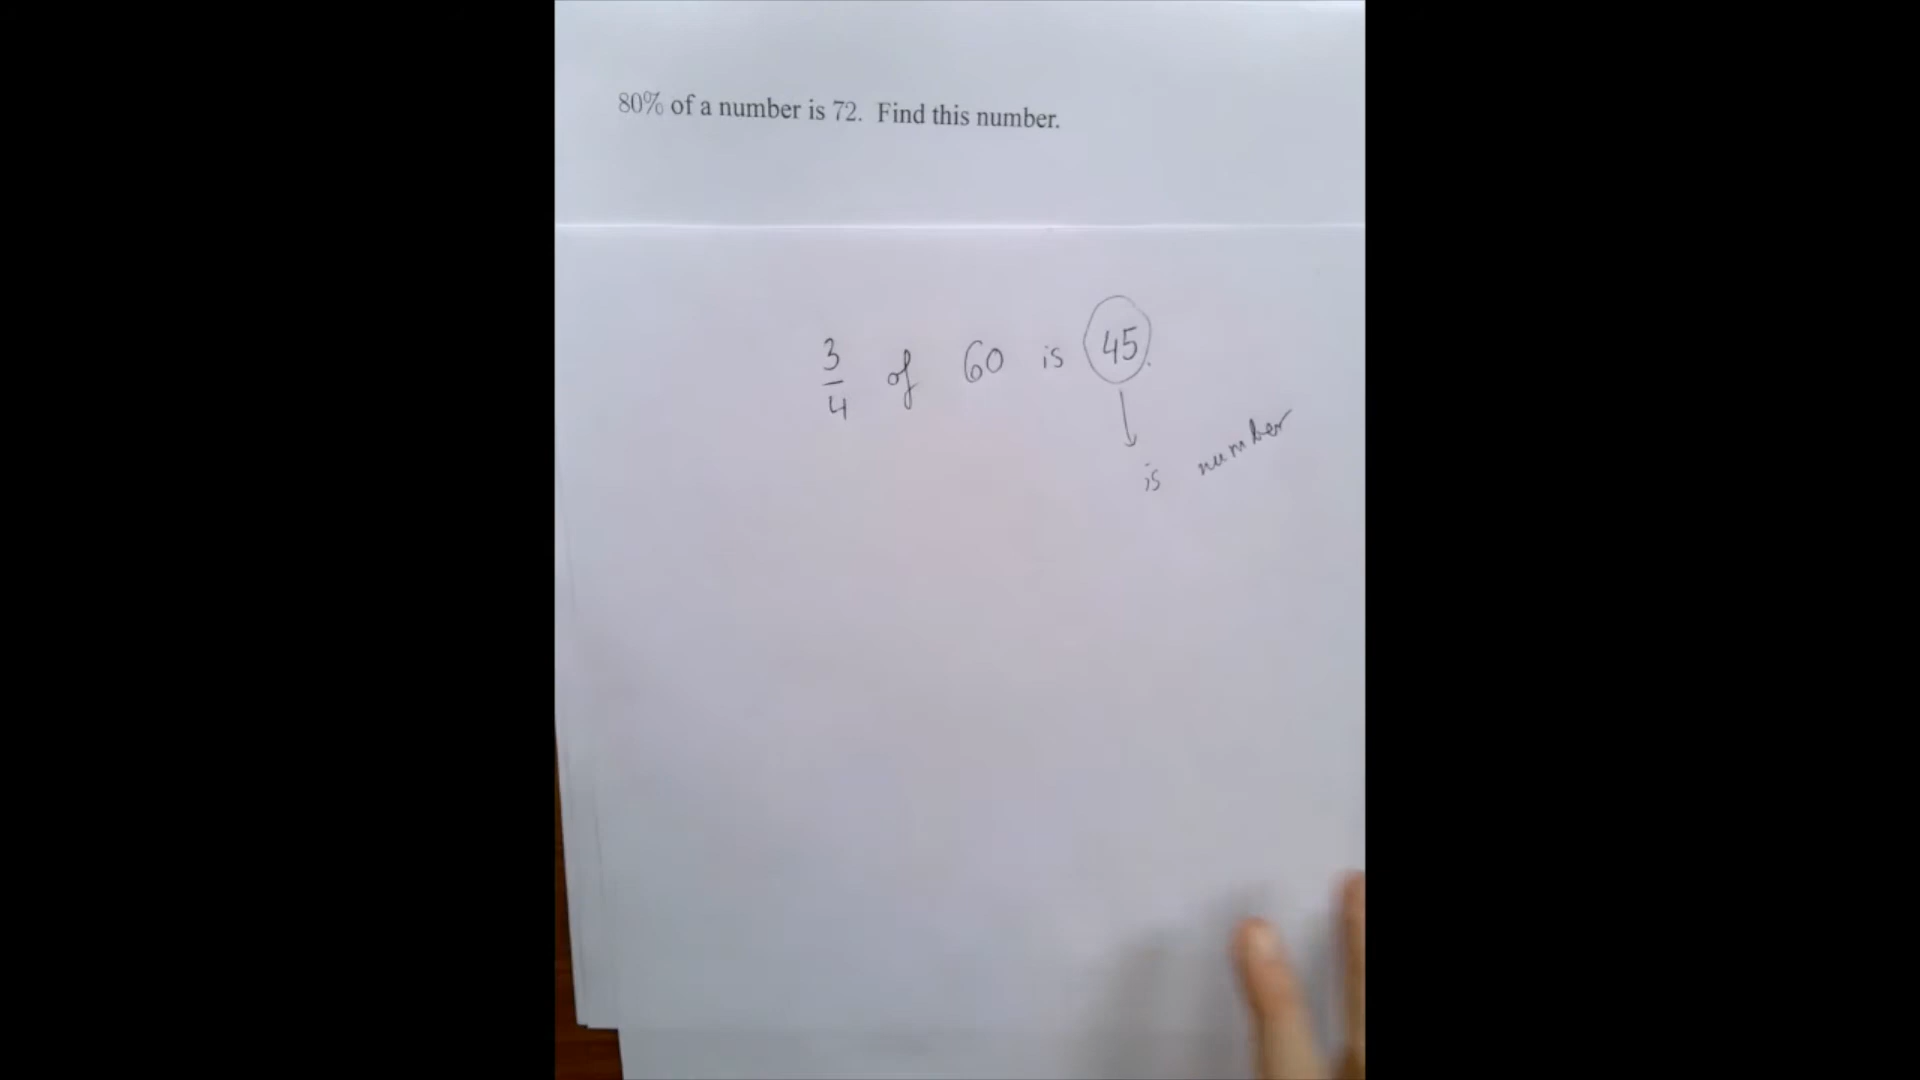 80% of a number is 72. Find this number.
3/4 of 60 is 45.
is number